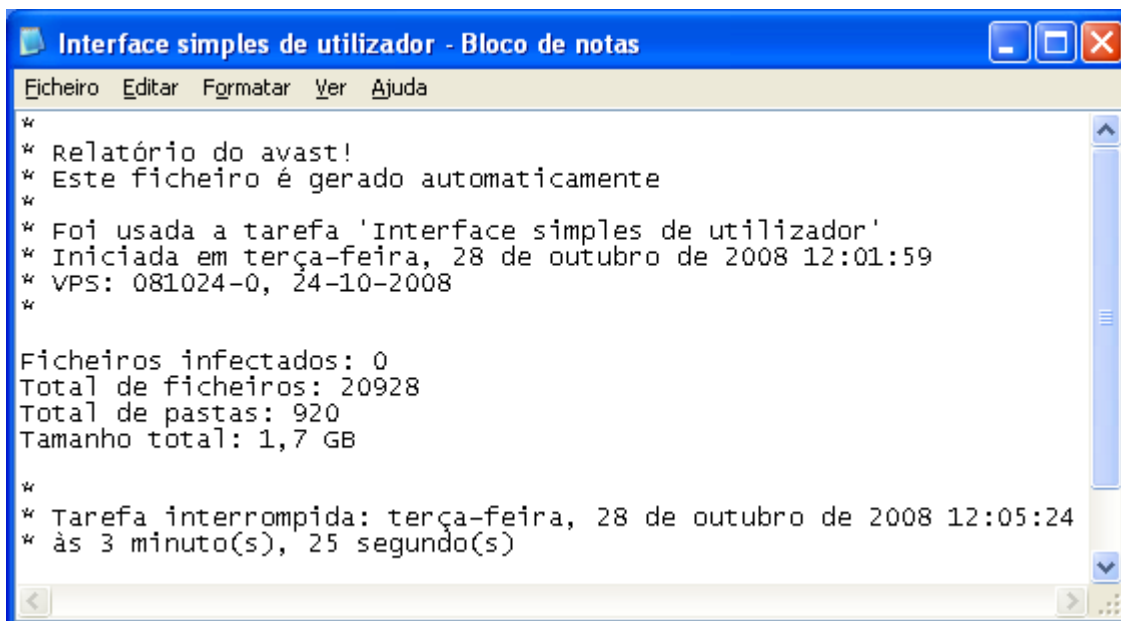 Interface simples de utilizador - Bloco de notas
Ficheiro Editar Formatar Ver Ajuda
*
* Relatório do avast!
* Este ficheiro é gerado automaticamente
*
* Foi usada a tarefa 'Interface simples de utilizador'
* Iniciada em terça-feira, 28 de outubro de 2008 12:01:59
* VPS: 081024-0, 24-10-2008
*
Ficheiros infectados: 0
Total de ficheiros: 20928
Total de pastas: 920
Tamanho total: 1,7 GB
*
* Tarefa interrompida: terça-feira, 28 de outubro de 2008 12:05:24
* às 3 minuto(s), 25 segundo(s)